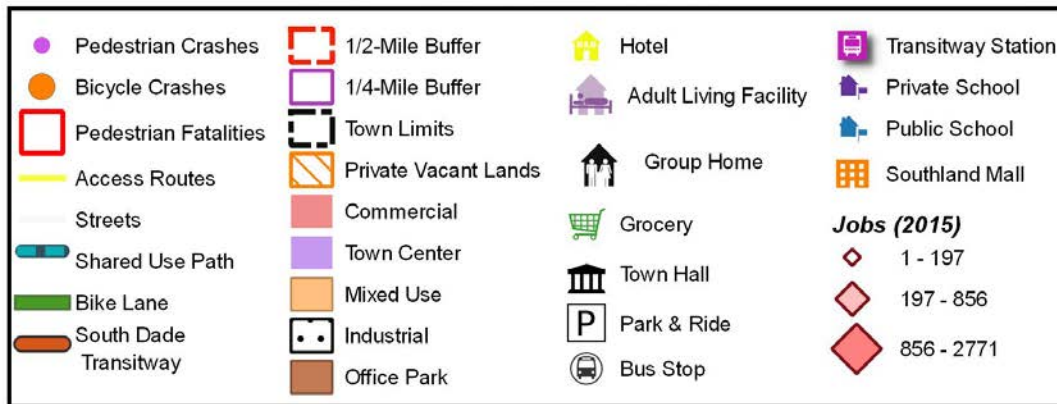 Pedestrian Crashes
Bicycle Crashes
Pedestrian Fatalities
Access Routes
Streets
Shared Use Path
Bike Lane
South Dade
Transitway
1/2-Mile Buffer
1/4-Mile Buffer
Town Limits
Private Vacant Lands
Commercial
Town Center
Mixed Use
Industrial
Office Park
Hotel
Adult Living Facility
Group Home
Grocery
Town Hall
P Park & Ride
Bus Stop
Transitway Station
Private School
Public School
Southland Mall
Jobs (2015)
1 - 197
197 - 856
856 - 2771